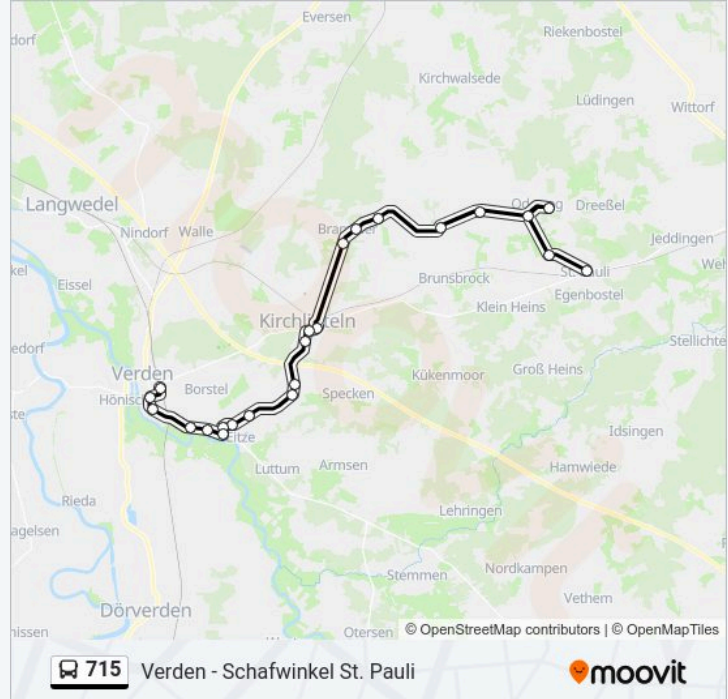 Eversen
Riekenbostel
Kirchwalsede
Lüdingen
Wittorf
Langwedel
Dreeßel
Nindorf
Walle
Jeddingen
Eissel
Brunsbrock
Egenbostel
Klein Heins
Stellichte
Groß Heins
Verden
Borstel
Kükenmoor
Specken
Idsingen
Luttum
Armsen
Hamwiede
Rieda
Lehringen
Nordkampen
Stemmen
Vethem
Dörverden
Otersen
© OpenStreetMap contributors | © OpenMapTiles
715 Verden - Schafwinkel St. Pauli
moovit